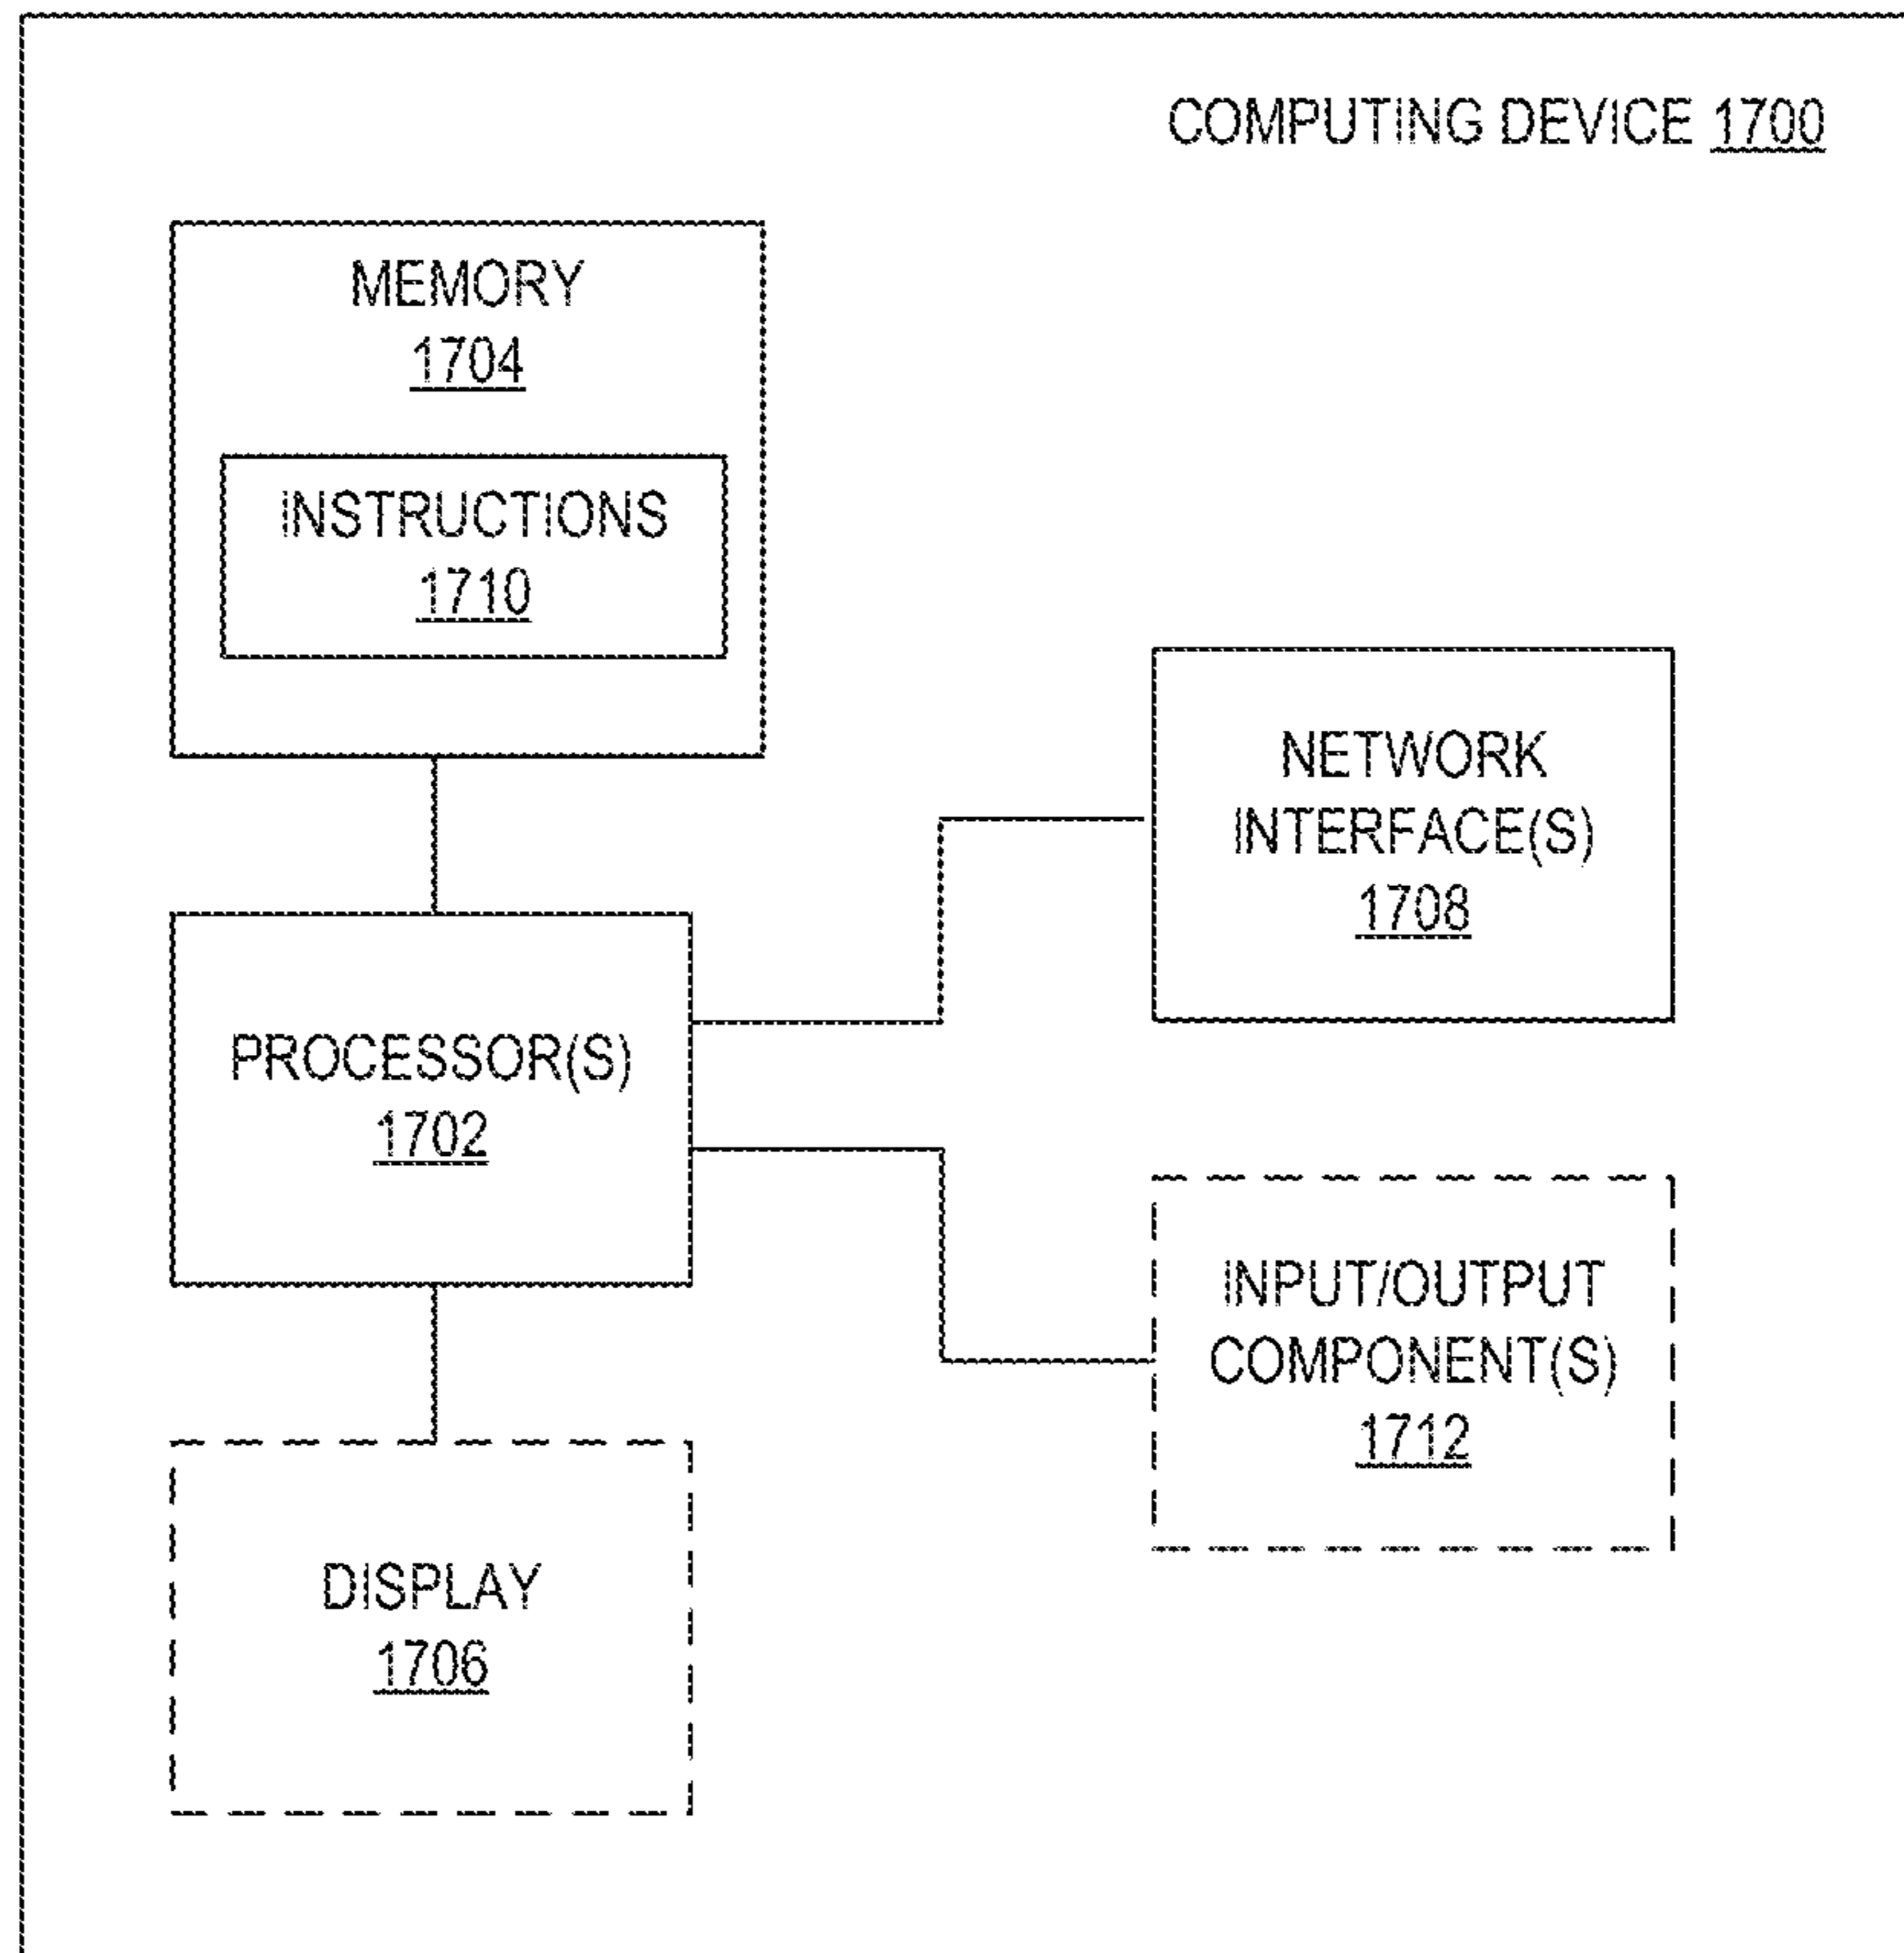 COMPUTING DEVICE 1700
MEMORY
1704
INSTRUCTIONS
1710
NETWORK
INTERFACE(S)
1708
PROCESSOR(S)
1702
INPUT/OUTPUT
COMPONENT(S)
1712
DISPLAY
1706